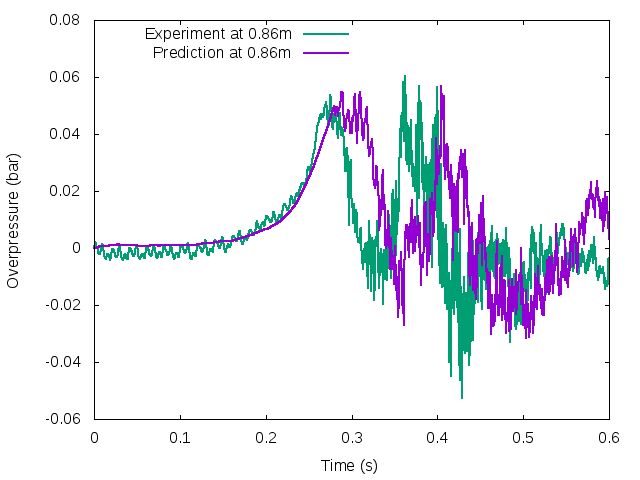 Experiment at 0.86m
Prediction at 0.86m
0.08
0.06
0.04
0.02
0
-0.02
-0.04
-0.06
Overpressure (bar)
0 0.1 0.2 0.3 0.4 0.5 0.6
Time (s)